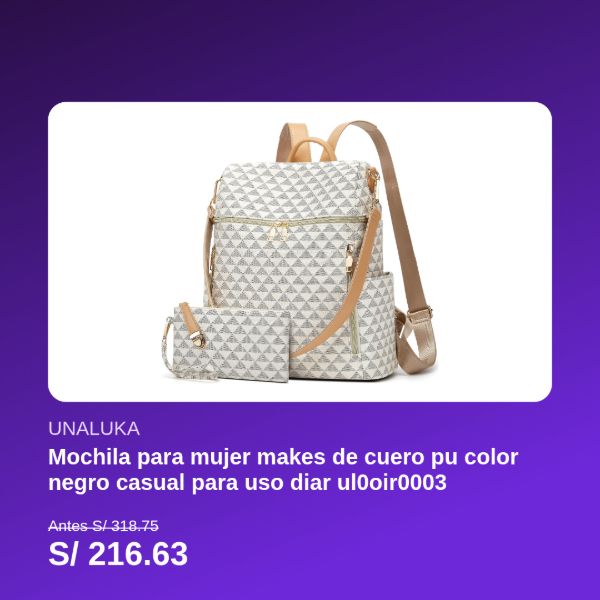 UNALUKA
Mochila para mujer makes de cuero pu color
negro casual para uso diar ul0oir0003
Antes S/ 318.75
S/ 216.63